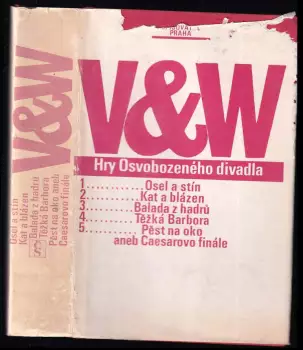 PRAHA
V&W
Hry Osvobozeného divadla
1............Osel a stín
2..........Kat a blázen
3........Balada z hadrů
4........Těžká Barbora
5........Pěst na oko
aneb Caesarovo finále
V&W
Osel a stín
Kat a blázen
Balada z hadrů
Těžká Barbora
Pěst na oko aneb
Caesarovo finále